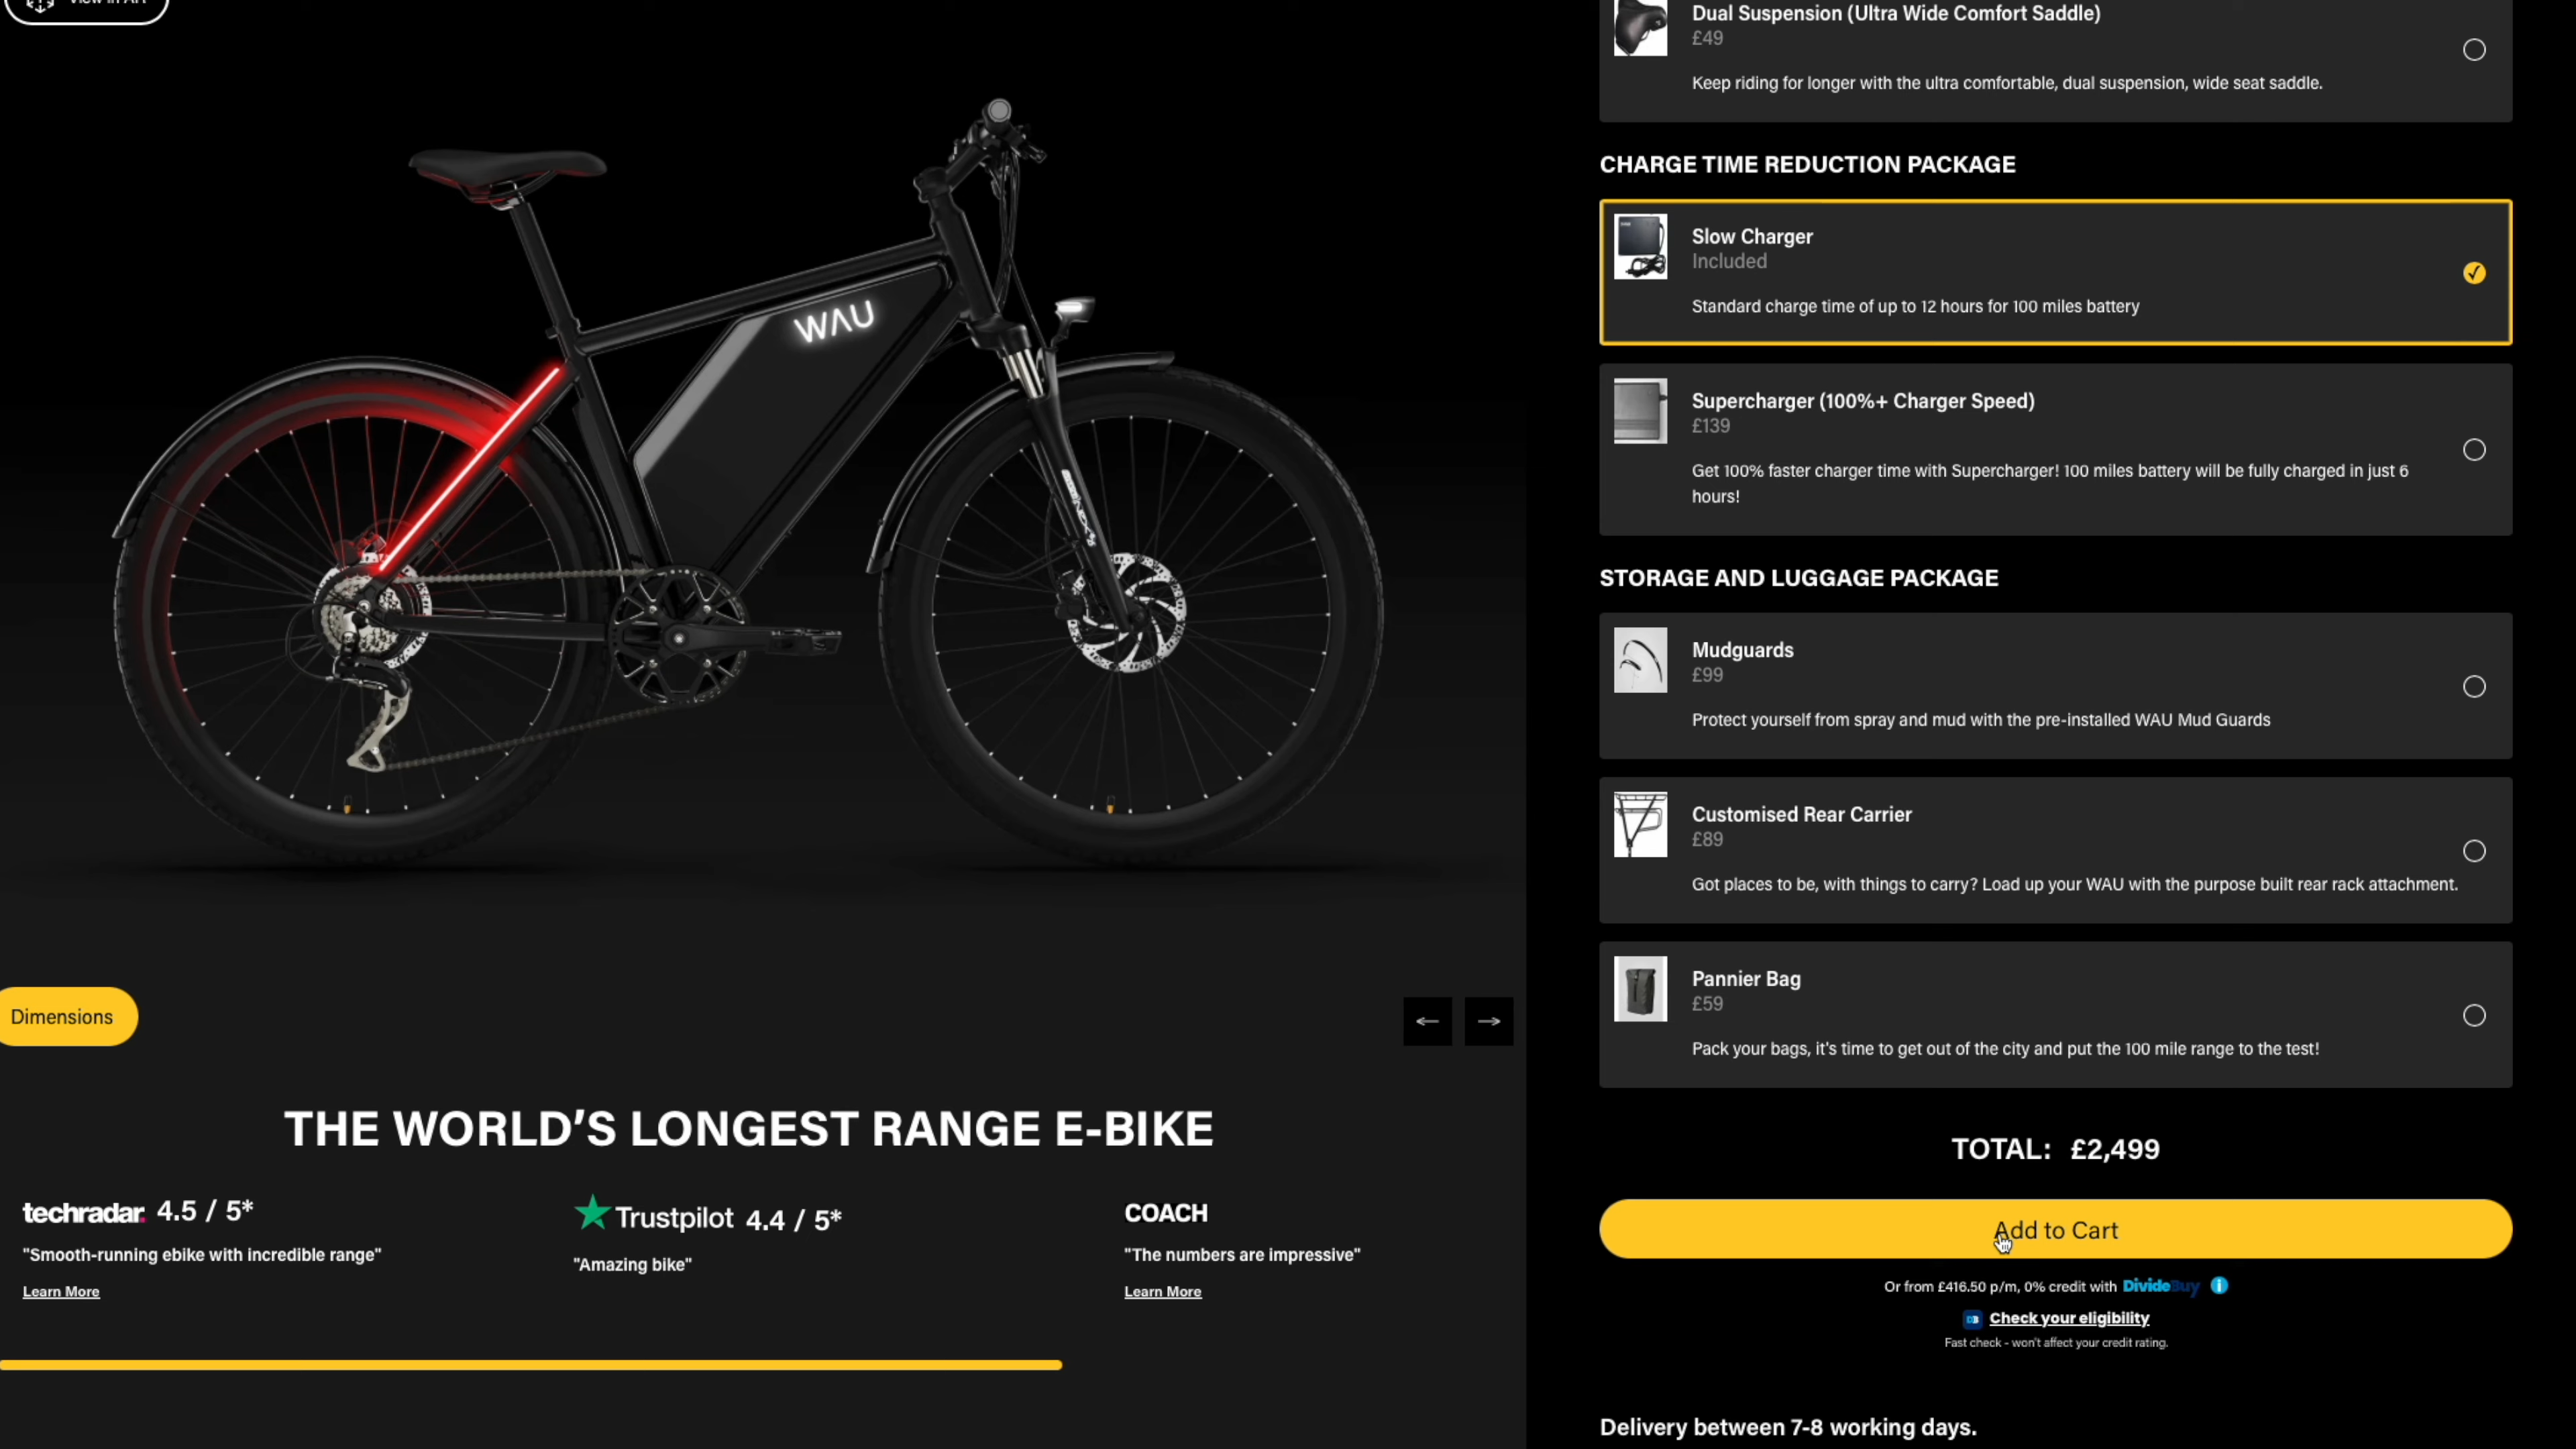 View in AR
WAU
Dimensions
THE WORLD'S LONGEST RANGE E-BIKE
techradar. 4.5 / 5*
"Smooth-running ebike with incredible range"
Learn More
Trustpilot 4.4 / 5*
"Amazing bike"
COACH
"The numbers are impressive"
Learn More
Dual Suspension (Ultra Wide Comfort Saddle)
£49
Keep riding for longer with the ultra comfortable, dual suspension, wide seat saddle.
CHARGE TIME REDUCTION PACKAGE
Slow Charger
Included
Standard charge time of up to 12 hours for 100 miles battery
Supercharger (100%+ Charger Speed)
£139
Get 100% faster charger time with Supercharger! 100 miles battery will be fully charged in just 6
hours!
STORAGE AND LUGGAGE PACKAGE
Mudguards
£99
Protect yourself from spray and mud with the pre-installed WAU Mud Guards
Customised Rear Carrier
£89
Got places to be, with things to carry? Load up your WAU with the purpose built rear rack attachment.
Pannier Bag
£59
Pack your bags, it's time to get out of the city and put the 100 mile range to the test!
TOTAL: £2,499
Add to Cart
Or from £416.50 p/m, 0% credit with DivideBuy i
DB Check your eligibility
Fast check - won't affect your credit rating.
Delivery between 7-8 working days.